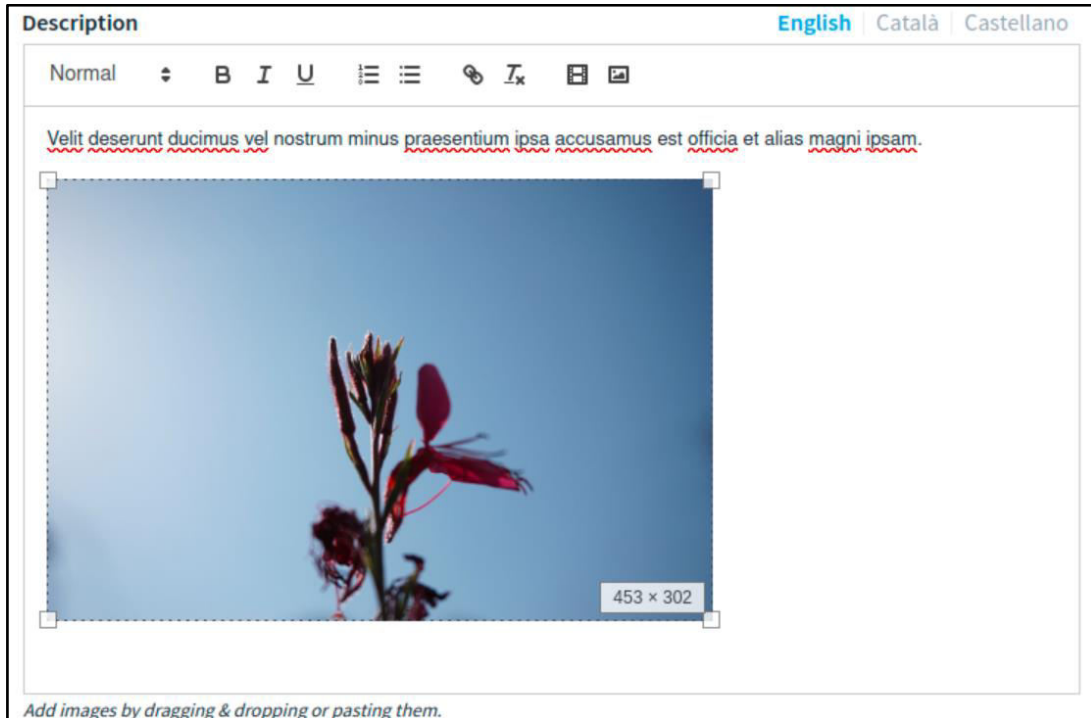 Description English Català Castellano
Normal B I U
Velit deserunt ducimus vel nostrum minus praesentium ipsa accusamus est officia et alias magni ipsam.
453 × 302
Add images by dragging & dropping or pasting them.